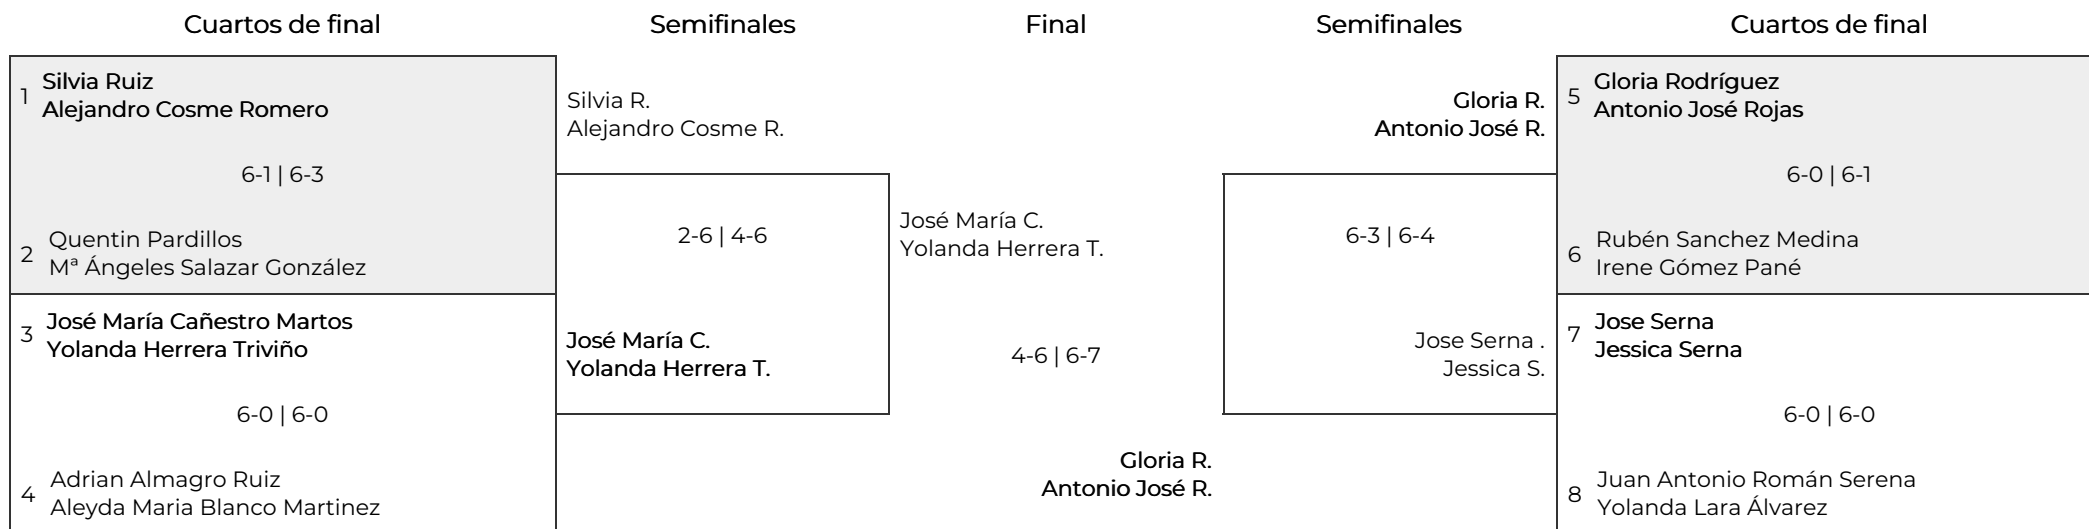 Cuartos de final
Semifinales
Final
Semifinales
Cuartos de final
1
Silvia Ruiz
Alejandro Cosme Romero
6-1 | 6-3
2
Quentin Pardillos
Mª Ángeles Salazar González
3
José María Cañestro Martos
Yolanda Herrera Triviño
6-0 | 6-0
4
Adrian Almagro Ruiz
Aleyda Maria Blanco Martinez
Silvia R.
Alejandro Cosme R.
2-6 | 4-6
José María C.
Yolanda Herrera T.
José María C.
Yolanda Herrera T.
4-6 | 6-7
Gloria R.
Antonio José R.
Gloria R.
Antonio José R.
6-3 | 6-4
Jose Serna .
Jessica S.
5
Gloria Rodríguez
Antonio José Rojas
6-0 | 6-1
6
Rubén Sanchez Medina
Irene Gómez Pané
7
Jose Serna
Jessica Serna
6-0 | 6-0
8
Juan Antonio Román Serena
Yolanda Lara Álvarez